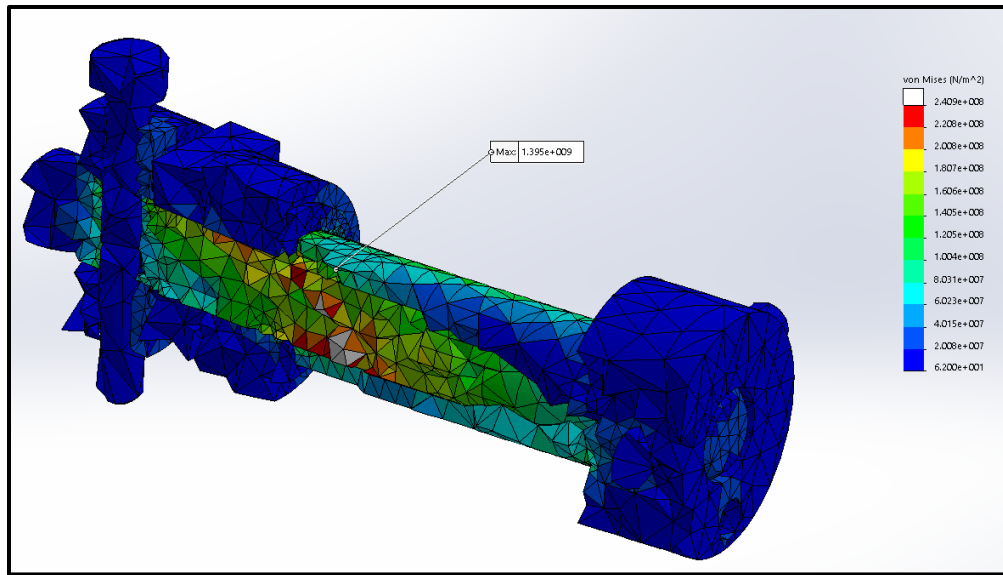 von Mises (N/m^2)
2.409e+008
2.208e+008
2.008e+008
1.807e+008
1.606e+008
1.405e+008
1.205e+008
1.004e+008
8.031e+007
6.023e+007
4.015e+007
2.008e+007
6.200e+001
Max: 1.395e+009